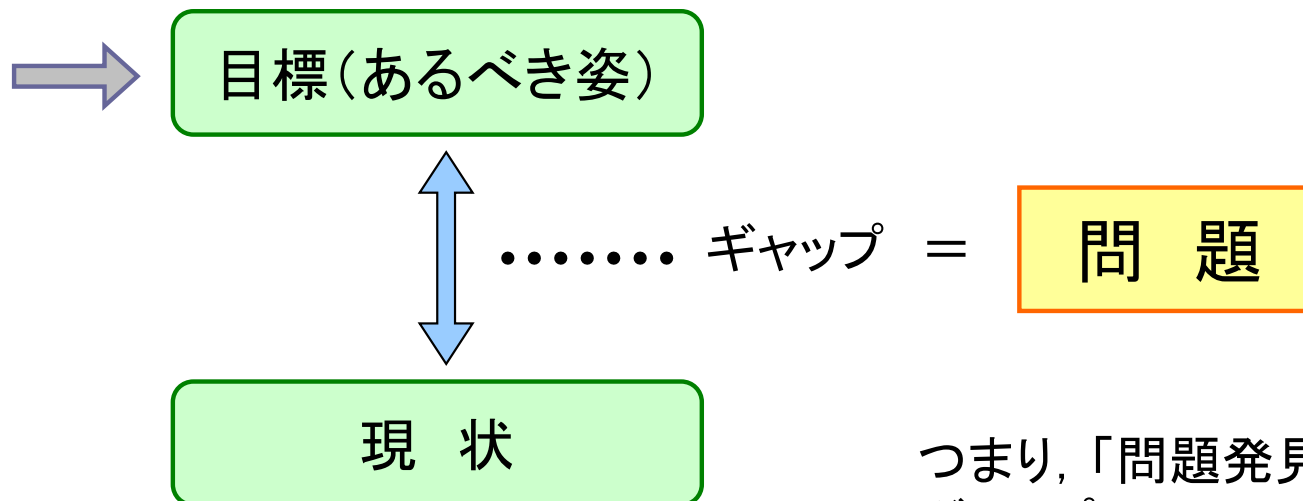 目標(あるべき姿)
‥‥‥‥ギャップ = 問 題
現 状
つまり,「問題発見